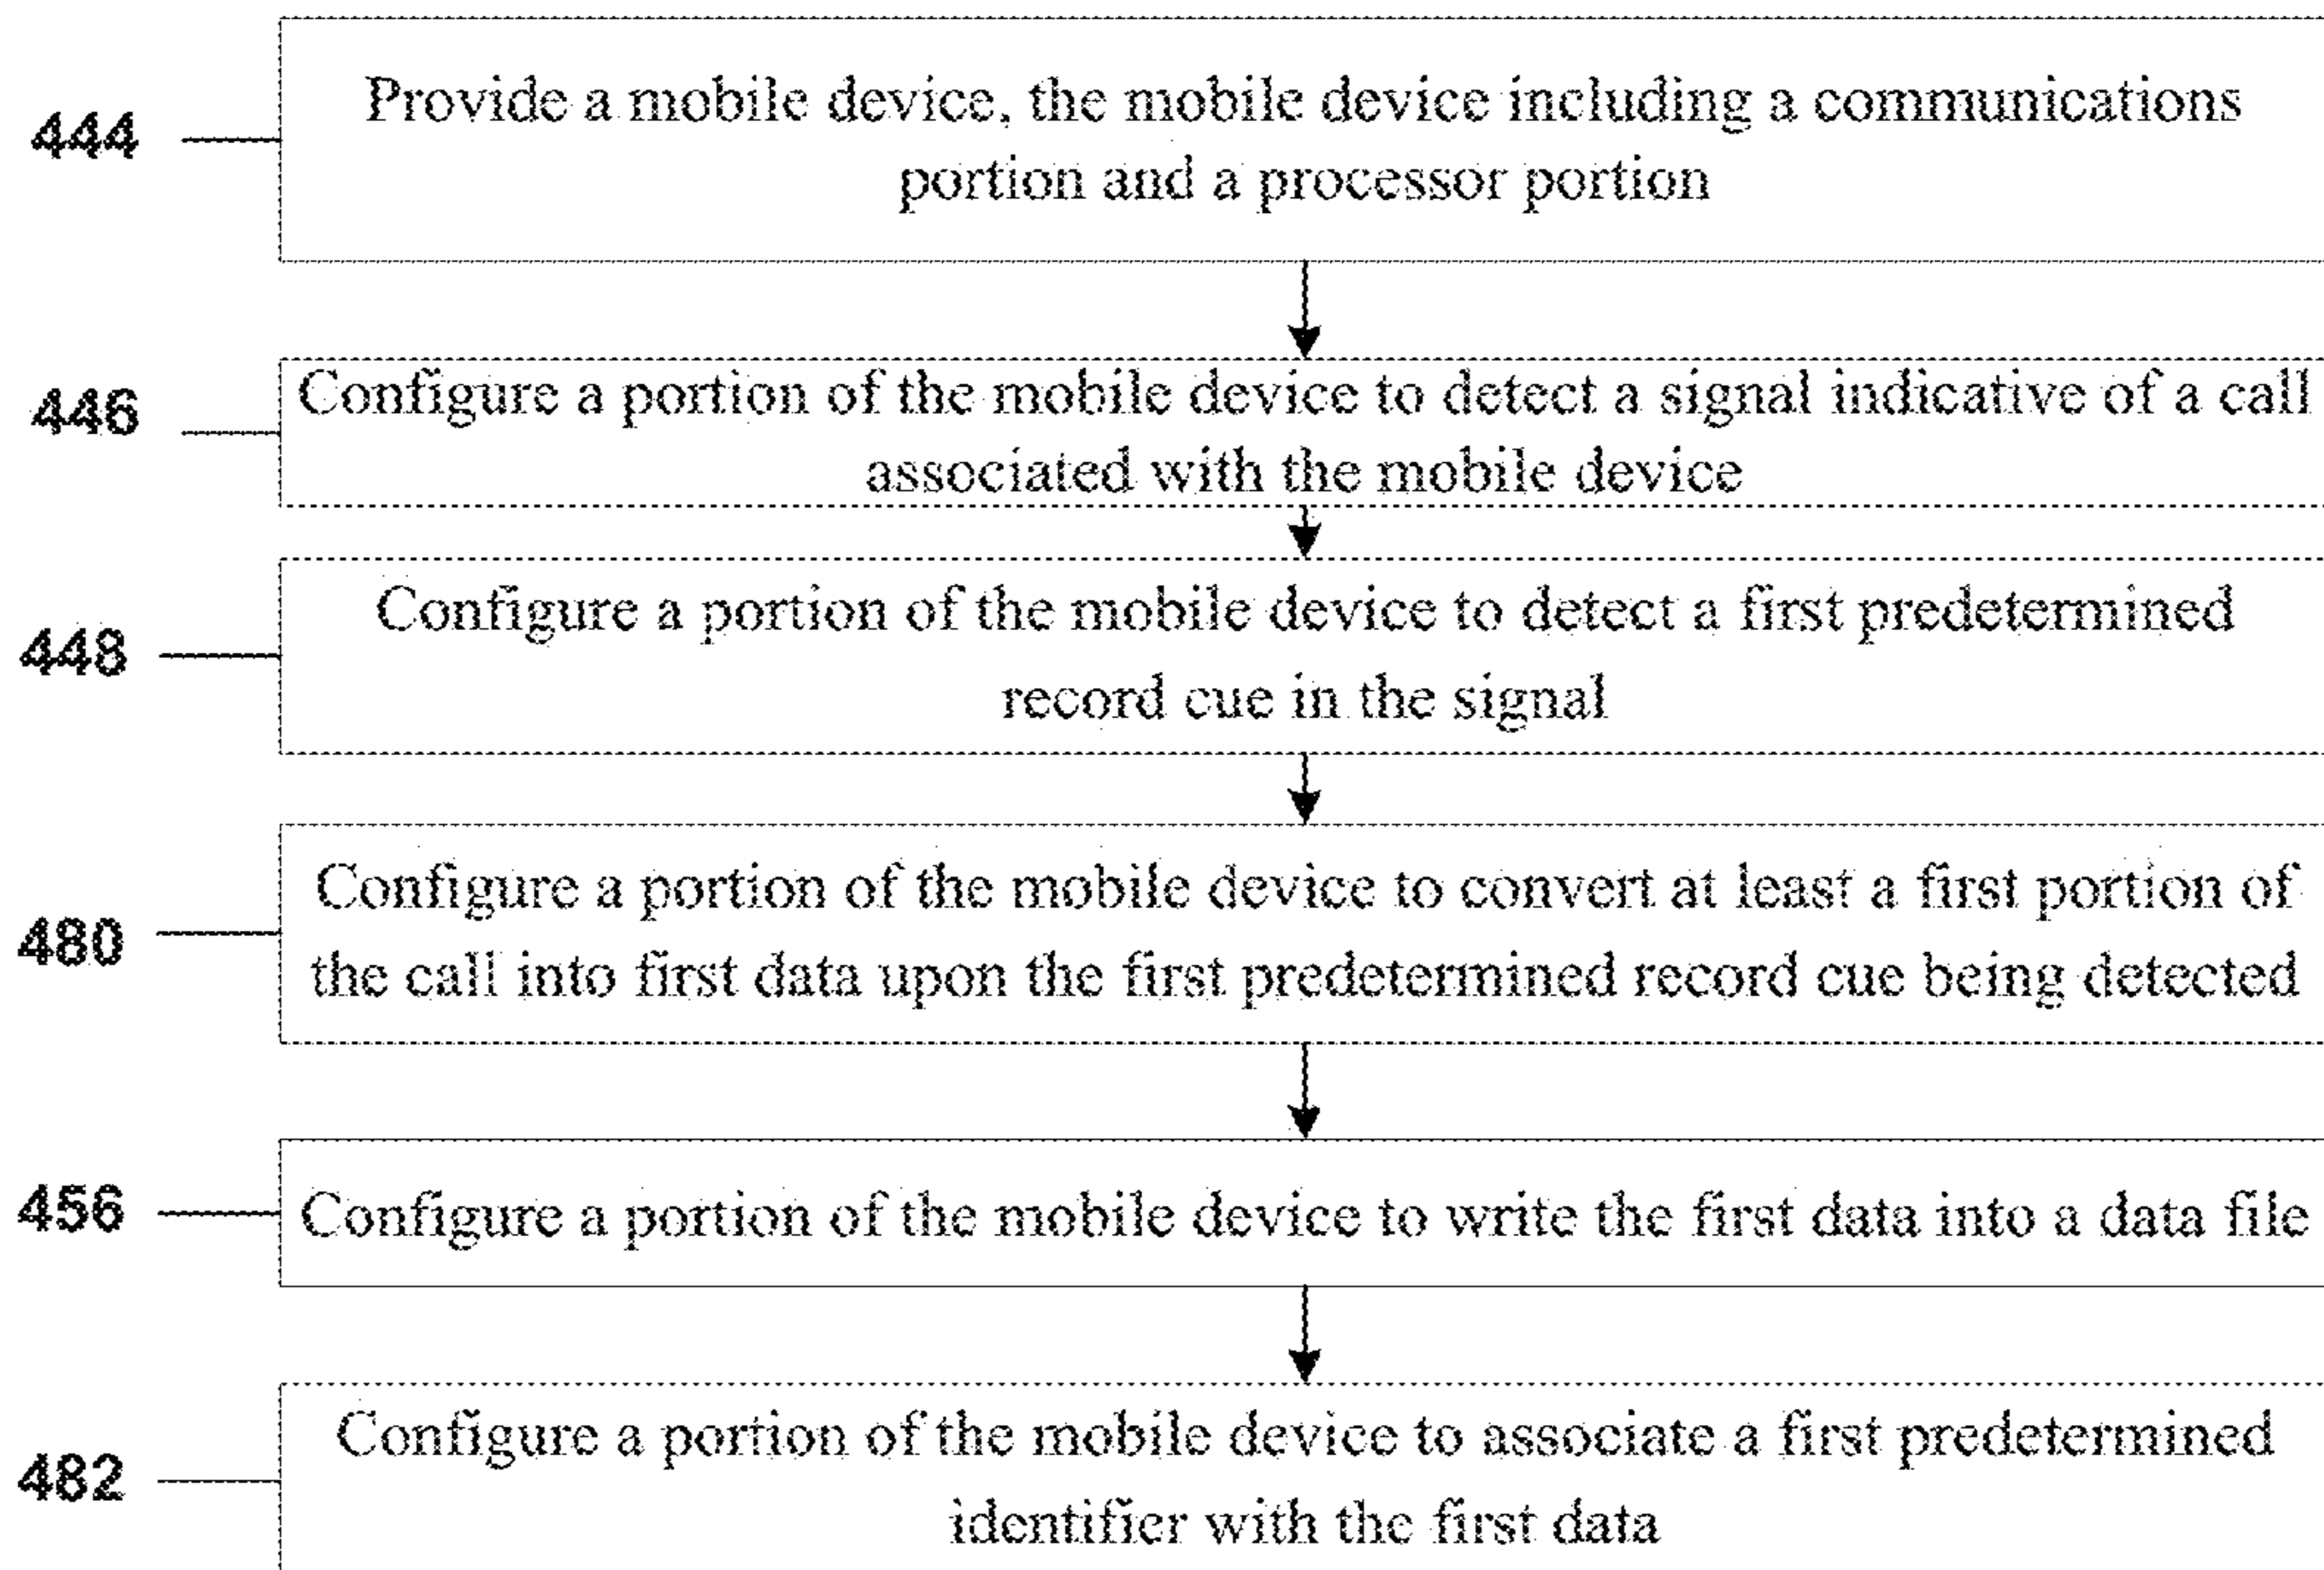 444
Provide a mobile device, the mobile device including a communications
portion and a processor portion
446
Configure a portion of the mobile device to detect a signal indicative of a call
associated with the mobile device
448
Configure a portion of the mobile device to detect a first predetermined
record cue in the signal
480
Configure a portion of the mobile device to convert at least a first portion of
the call into first data upon the first predetermined record cue being detected
456
Configure a portion of the mobile device to write the first data into a data file
482
Configure a portion of the mobile device to associate a first predetermined
identifier with the first data